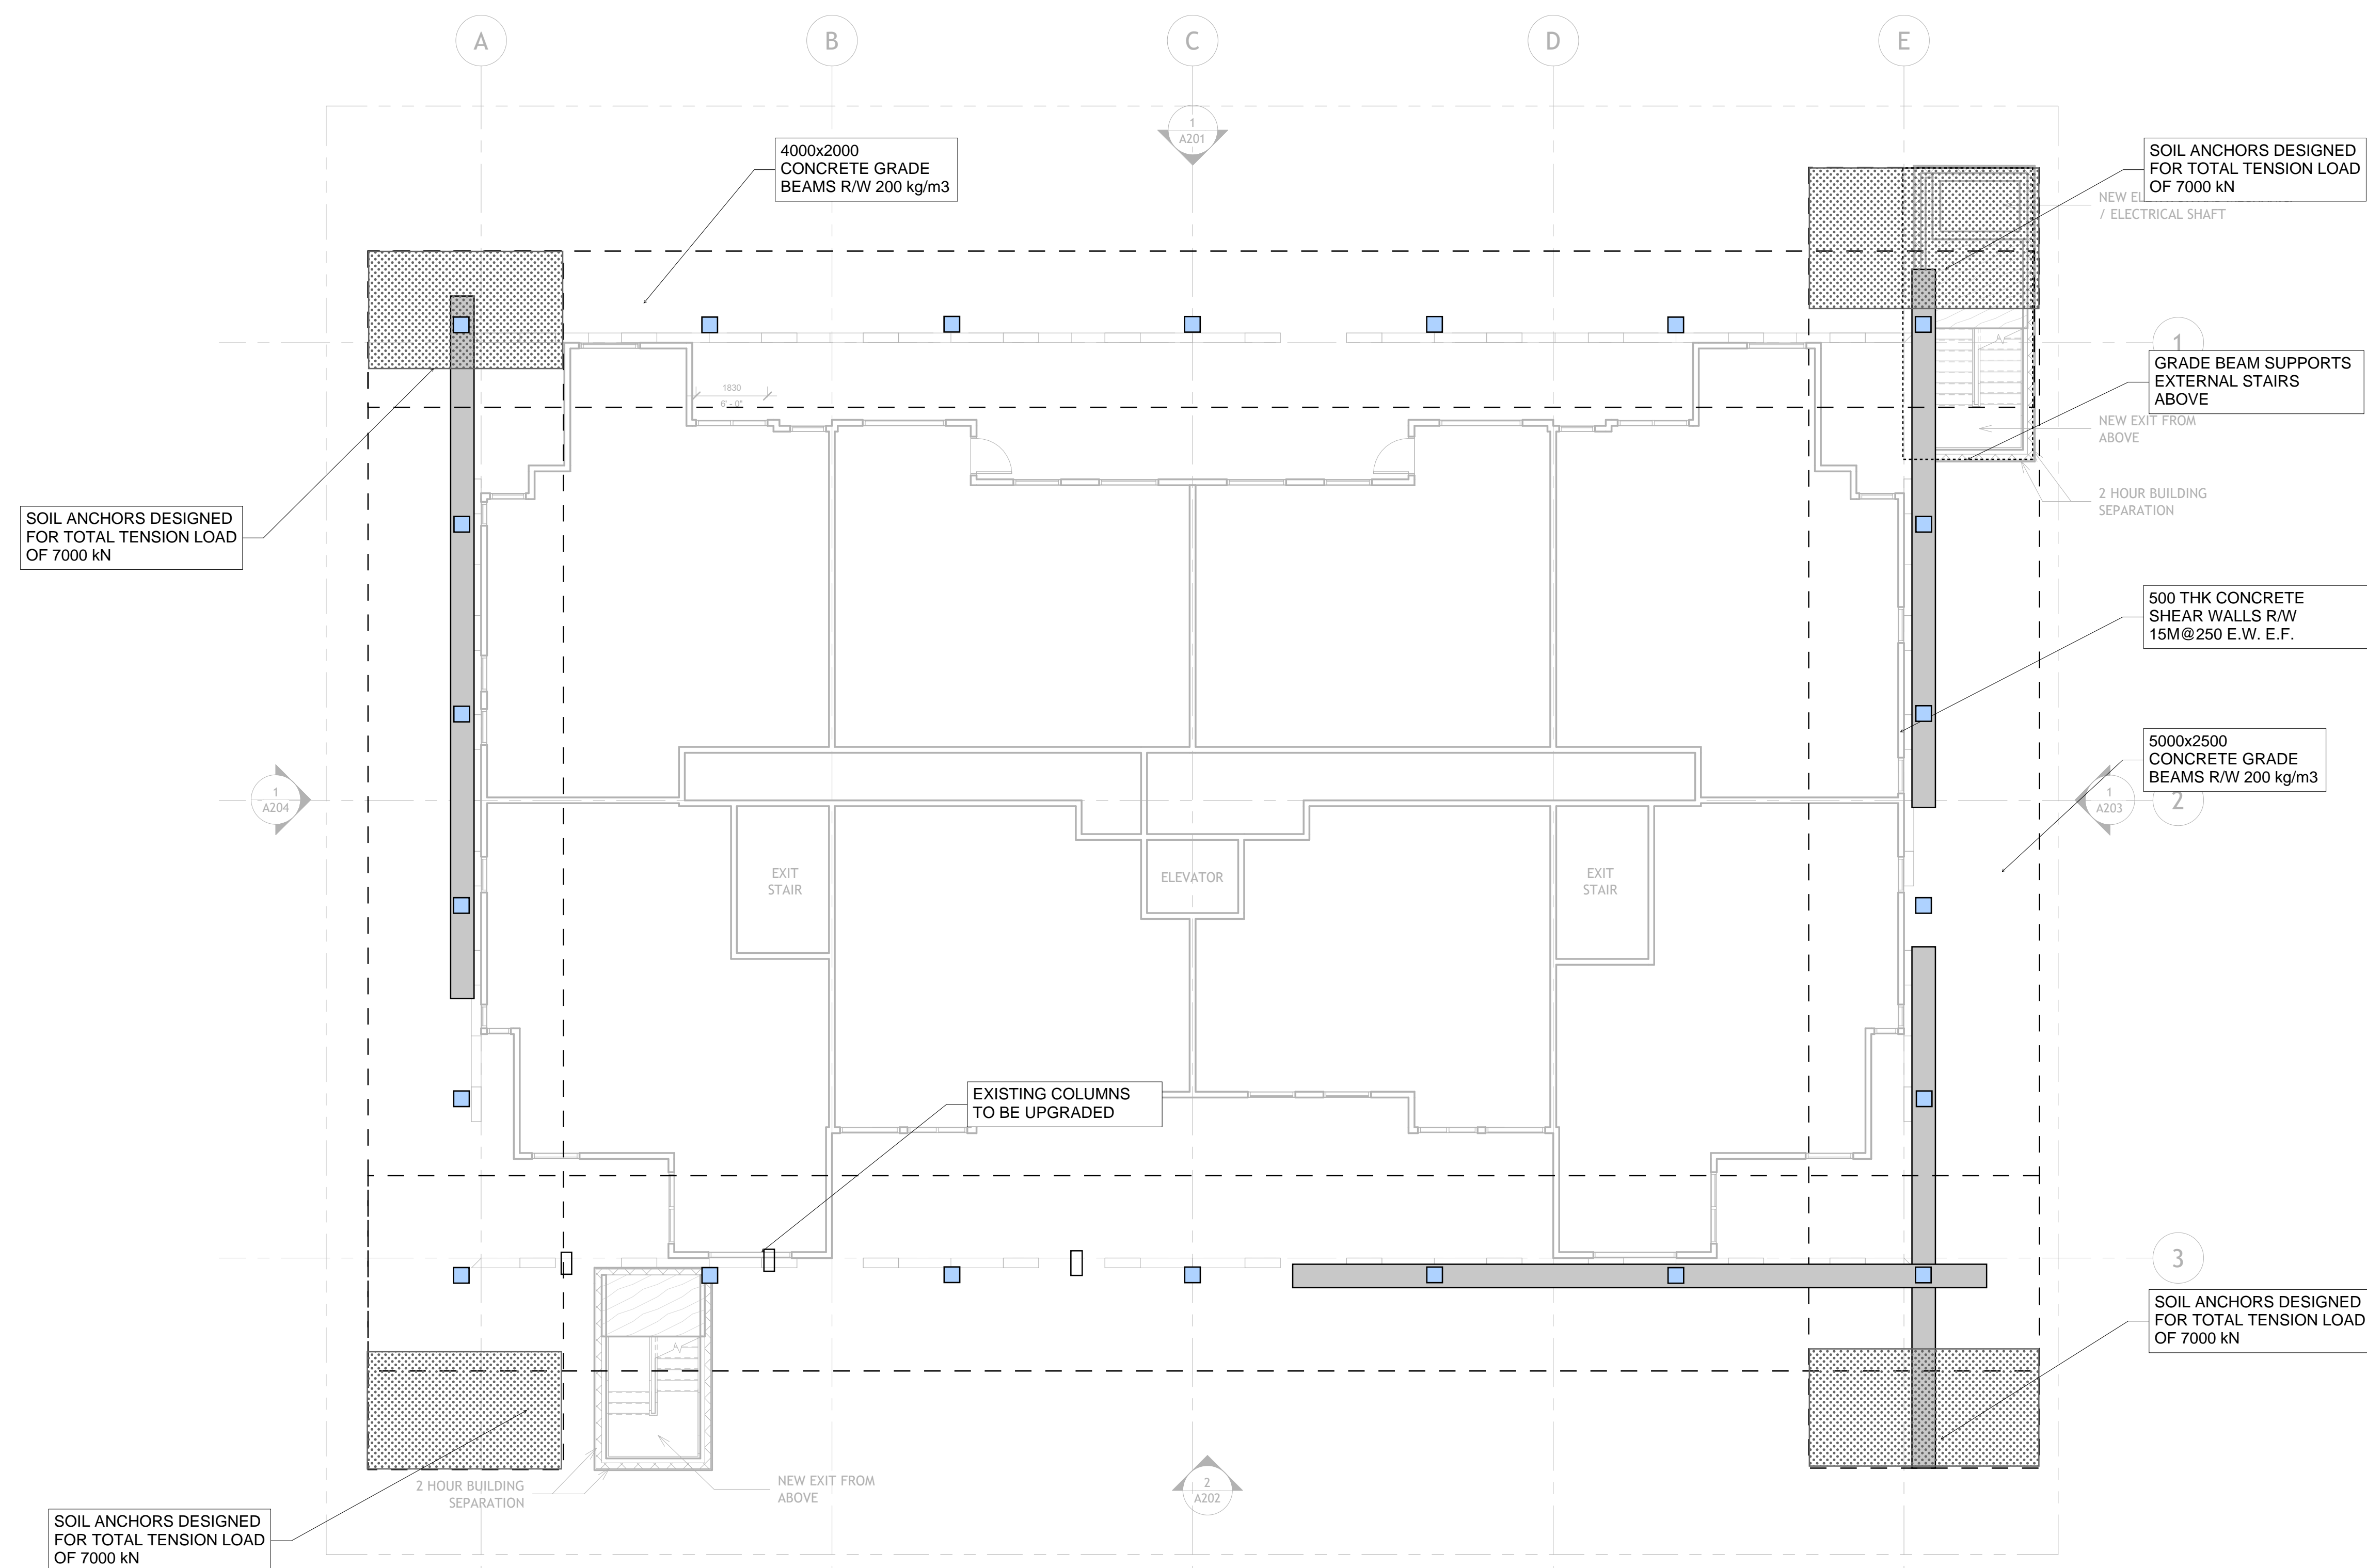 A
B
C
D
E
1
A201
4000x2000
CONCRETE GRADE
BEAMS R/W 200 kg/m3
SOIL ANCHORS DESIGNED
FOR TOTAL TENSION LOAD
OF 7000 kN
NEW
/ ELECTRICAL SHAFT
1
GRADE BEAM SUPPORTS
EXTERNAL STAIRS
ABOVE
1830
6' - 0"
NEW EXIT FROM
ABOVE
2 HOUR BUILDING
SEPARATION
SOIL ANCHORS DESIGNED
FOR TOTAL TENSION LOAD
OF 7000 kN
500 THK CONCRETE
SHEAR WALLS R/W
15M@250 E.W. E.F.
5000x2500
CONCRETE GRADE
BEAMS R/W 200 kg/m3
1
A204
1
A203
2
EXIT
STAIR
ELEVATOR
EXIT
STAIR
EXISTING COLUMNS
TO BE UPGRADED
3
SOIL ANCHORS DESIGNED
FOR TOTAL TENSION LOAD
OF 7000 kN
2 HOUR BUILDING
SEPARATION
NEW EXIT FROM
ABOVE
2
A202
SOIL ANCHORS DESIGNED
FOR TOTAL TENSION LOAD
OF 7000 kN